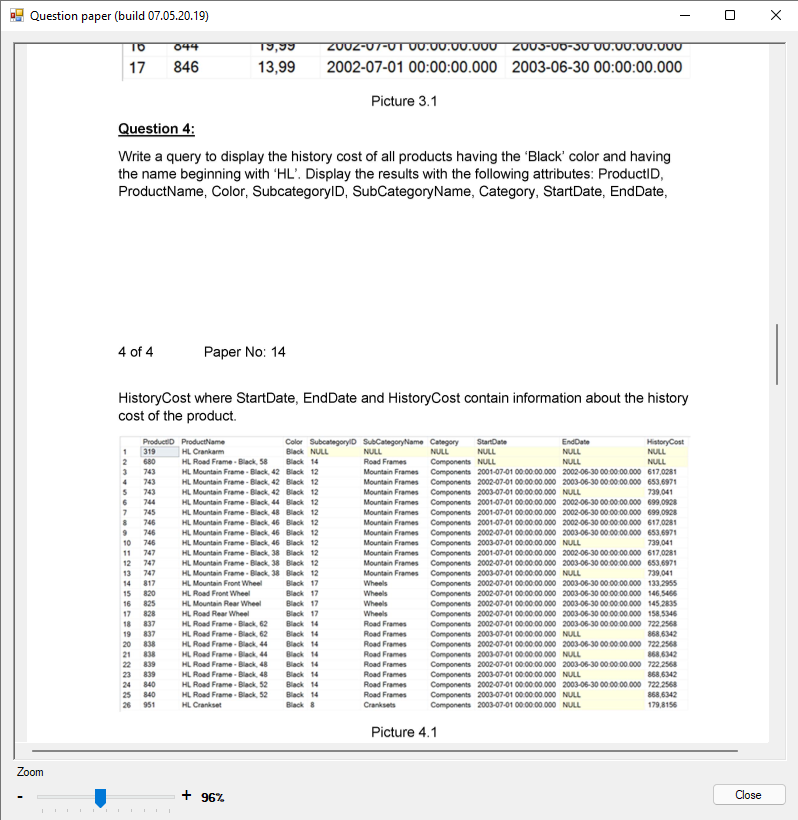 Question paper (build 07.05.20.19)
16 844 19,99 2002-07-01 00:00:00.000 2003-06-30 00:00:00.000
17 846 13,99 2002-07-01 00:00:00.000 2003-06-30 00:00:00.000
Picture 3.1
Question 4:
Write a query to display the history cost of all products having the ‘Black’ color and having
the name beginning with ‘HL’. Display the results with the following attributes: ProductID,
ProductName, Color, SubcategoryID, SubCategoryName, Category, StartDate, EndDate,
4 of 4 Paper No: 14
HistoryCost where StartDate, EndDate and HistoryCost contain information about the history
cost of the product.
ProductID ProductName Color SubcategoryID SubCategoryName Category StartDate EndDate HistoryCost
1 319 HL Crankarm Black NULL NULL NULL NULL NULL NULL
2 680 HL Road Frame - Black, 58 Black 14 Road Frames Components NULL NULL NULL
3 743 HL Mountain Frame - Black, 42 Black 12 Mountain Frames Components 2001-07-01 00:00:00.000 2002-06-30 00:00:00.000 617,0281
4 743 HL Mountain Frame - Black, 42 Black 12 Mountain Frames Components 2002-07-01 00:00:00.000 2003-06-30 00:00:00.000 653,6971
5 743 HL Mountain Frame - Black, 42 Black 12 Mountain Frames Components 2003-07-01 00:00:00.000 NULL 739,041
6 744 HL Mountain Frame - Black, 44 Black 12 Mountain Frames Components 2001-07-01 00:00:00.000 2002-06-30 00:00:00.000 699,0928
7 745 HL Mountain Frame - Black, 48 Black 12 Mountain Frames Components 2001-07-01 00:00:00.000 2002-06-30 00:00:00.000 699,0928
8 746 HL Mountain Frame - Black, 46 Black 12 Mountain Frames Components 2001-07-01 00:00:00.000 2002-06-30 00:00:00.000 617,0281
9 746 HL Mountain Frame - Black, 46 Black 12 Mountain Frames Components 2002-07-01 00:00:00.000 2003-06-30 00:00:00.000 653,6971
10 746 HL Mountain Frame - Black, 46 Black 12 Mountain Frames Components 2003-07-01 00:00:00.000 NULL 739,041
11 747 HL Mountain Frame - Black, 38 Black 12 Mountain Frames Components 2001-07-01 00:00:00.000 2002-06-30 00:00:00.000 617,0281
12 747 HL Mountain Frame - Black, 38 Black 12 Mountain Frames Components 2002-07-01 00:00:00.000 2003-06-30 00:00:00.000 653,6971
13 747 HL Mountain Frame - Black, 38 Black 12 Mountain Frames Components 2003-07-01 00:00:00.000 NULL 739,041
14 817 HL Mountain Front Wheel Black 17 Wheels Components 2002-07-01 00:00:00.000 2003-06-30 00:00:00.000 133,2955
15 820 HL Road Front Wheel Black 17 Wheels Components 2002-07-01 00:00:00.000 2003-06-30 00:00:00.000 146,5466
16 825 HL Mountain Rear Wheel Black 17 Wheels Components 2002-07-01 00:00:00.000 2003-06-30 00:00:00.000 145,2835
17 828 HL Road Rear Wheel Black 17 Wheels Components 2002-07-01 00:00:00.000 2003-06-30 00:00:00.000 158,5346
18 837 HL Road Frame - Black, 62 Black 14 Road Frames Components 2002-07-01 00:00:00.000 2003-06-30 00:00:00.000 722,2568
19 837 HL Road Frame - Black, 62 Black 14 Road Frames Components 2003-07-01 00:00:00.000 NULL 868,6342
20 838 HL Road Frame - Black, 44 Black 14 Road Frames Components 2002-07-01 00:00:00.000 2003-06-30 00:00:00.000 722,2568
21 838 HL Road Frame - Black, 44 Black 14 Road Frames Components 2003-07-01 00:00:00.000 NULL 868,6342
22 839 HL Road Frame - Black, 48 Black 14 Road Frames Components 2002-07-01 00:00:00.000 2003-06-30 00:00:00.000 722,2568
23 839 HL Road Frame - Black, 48 Black 14 Road Frames Components 2003-07-01 00:00:00.000 NULL 868,6342
24 840 HL Road Frame - Black, 52 Black 14 Road Frames Components 2002-07-01 00:00:00.000 2003-06-30 00:00:00.000 722,2568
25 840 HL Road Frame - Black, 52 Black 14 Road Frames Components 2003-07-01 00:00:00.000 NULL 868,6342
26 951 HL Crankset Black 8 Cranksets Components 2003-07-01 00:00:00.000 NULL 179,8156
Picture 4.1
Zoom
- + 96%
Close